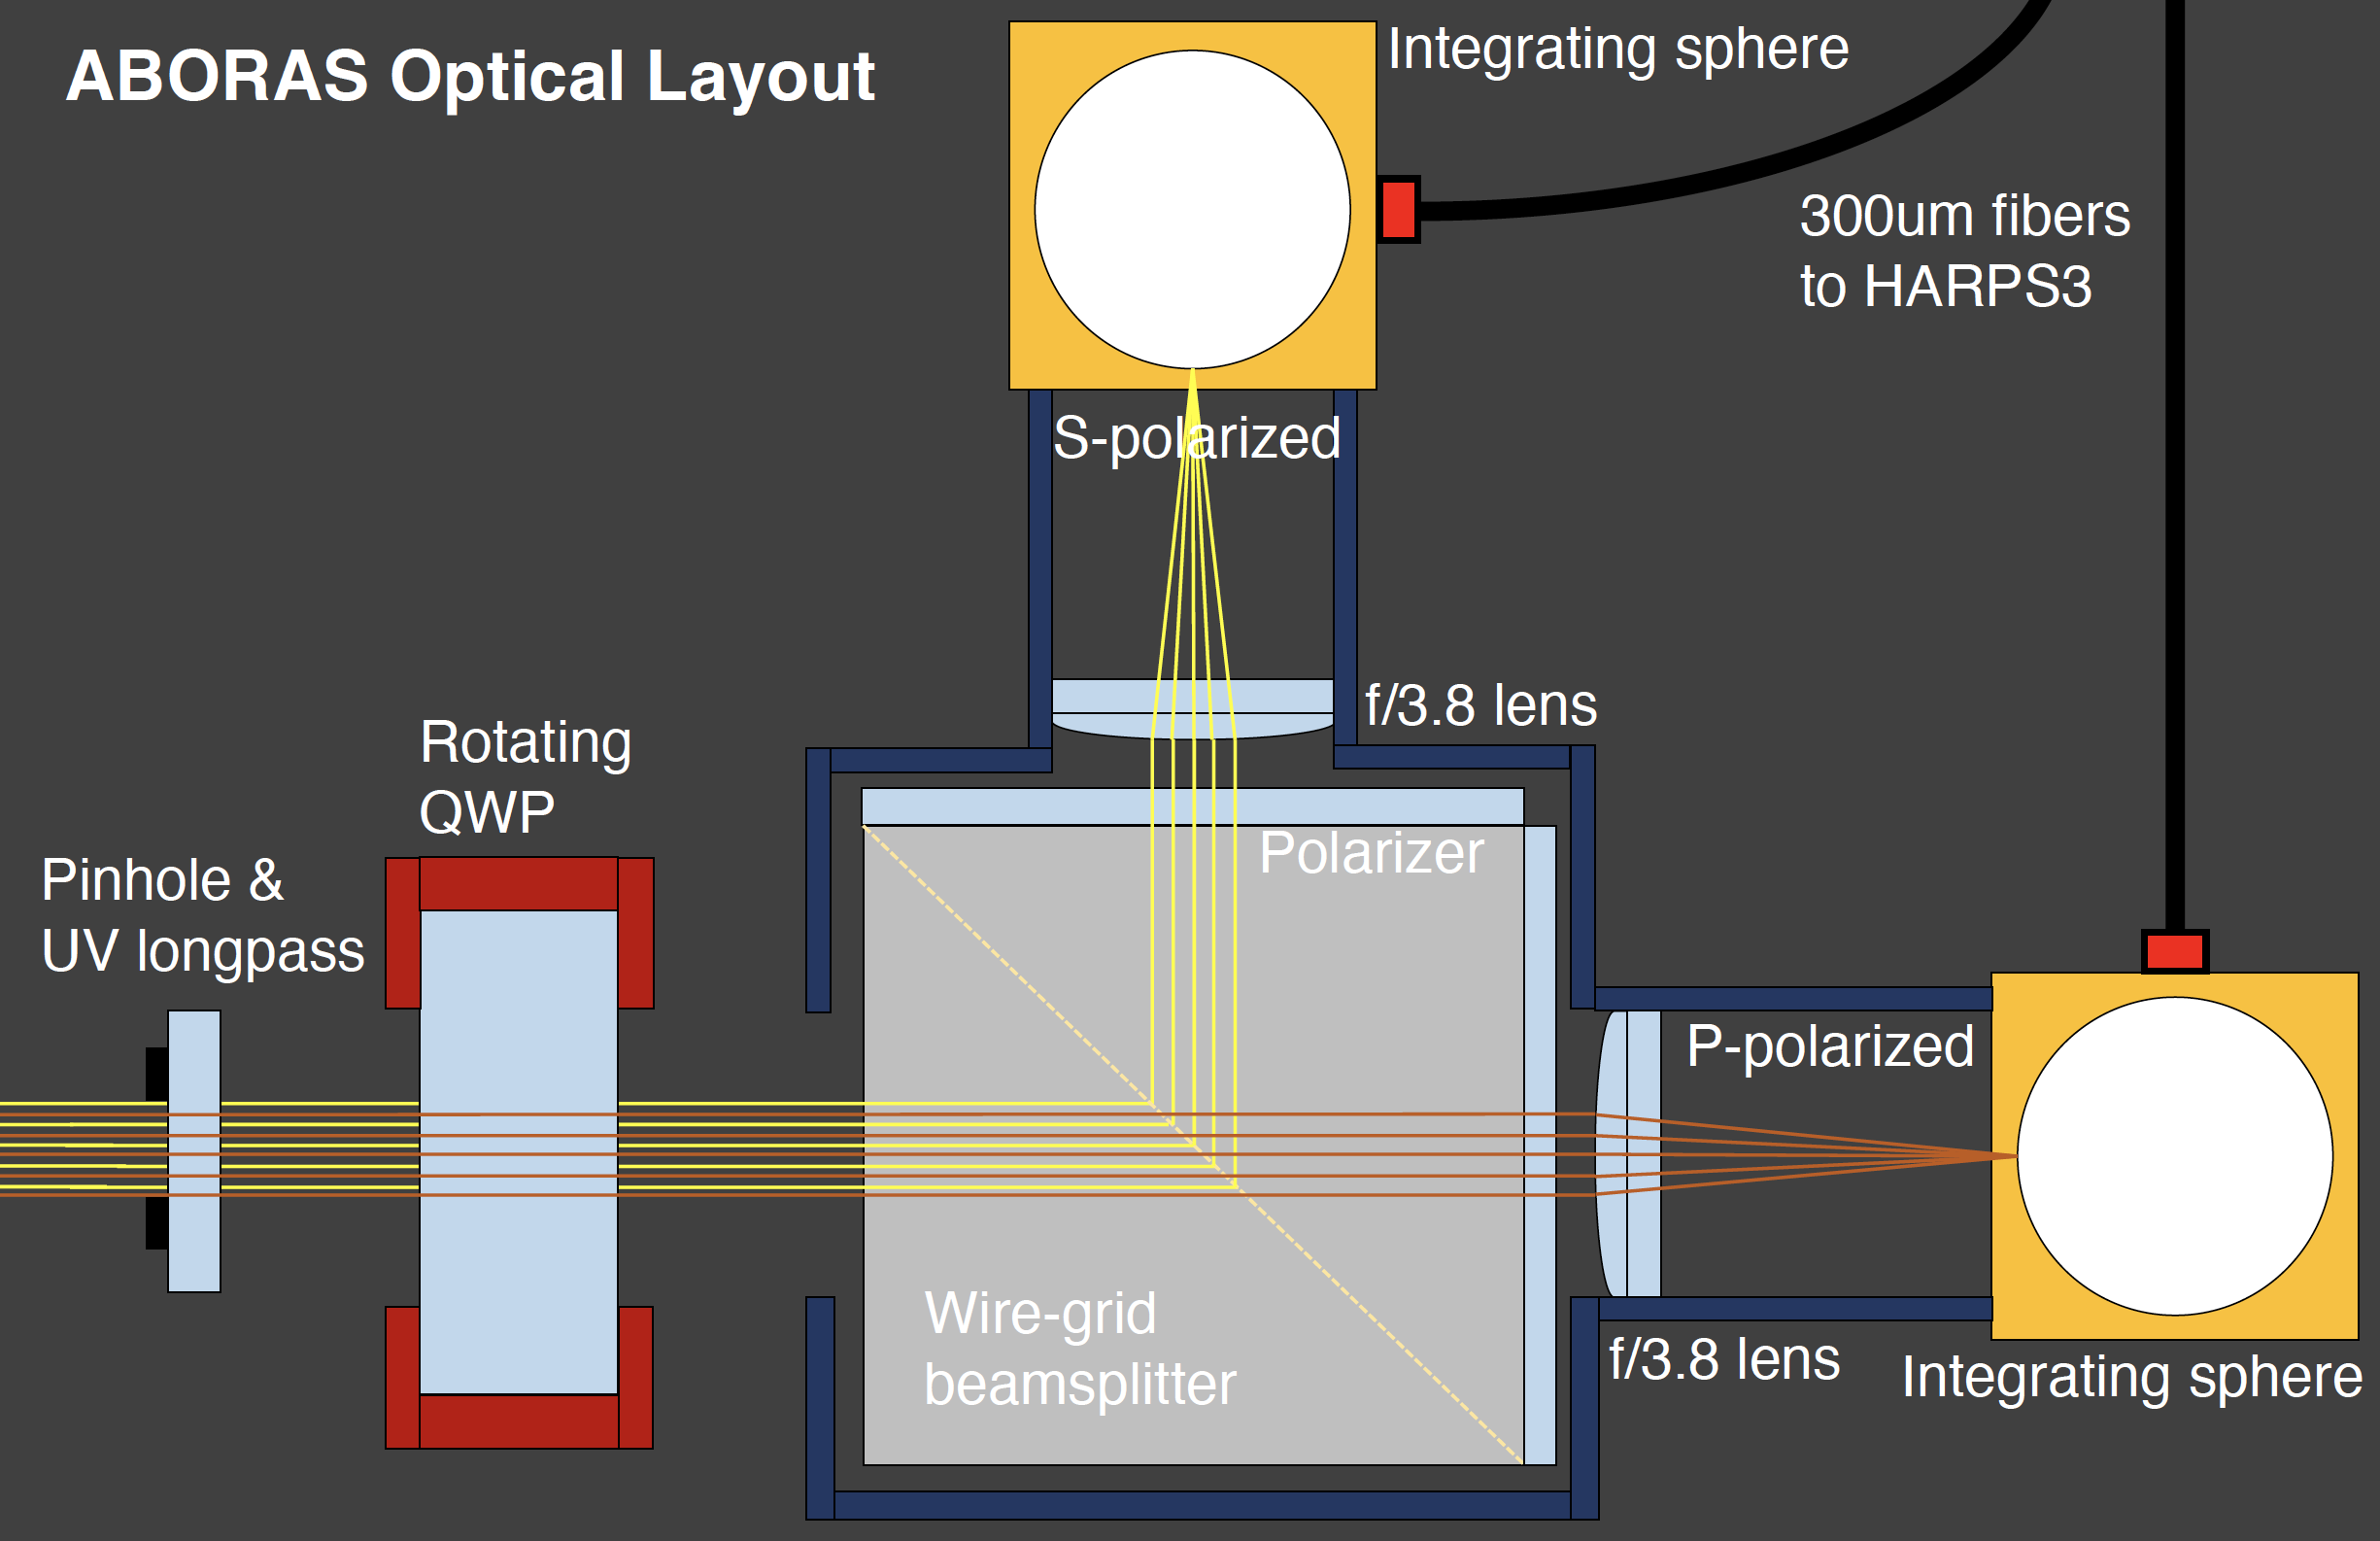 ABORAS Optical Layout
Integrating sphere
300um fibers
to HARPS3
S-polarized
f/3.8 lens
Rotating
QWP
Pinhole &
UV longpass
Polarizer
P-polarized
Wire-grid
beamsplitter
f/3.8 lens
Integrating sphere